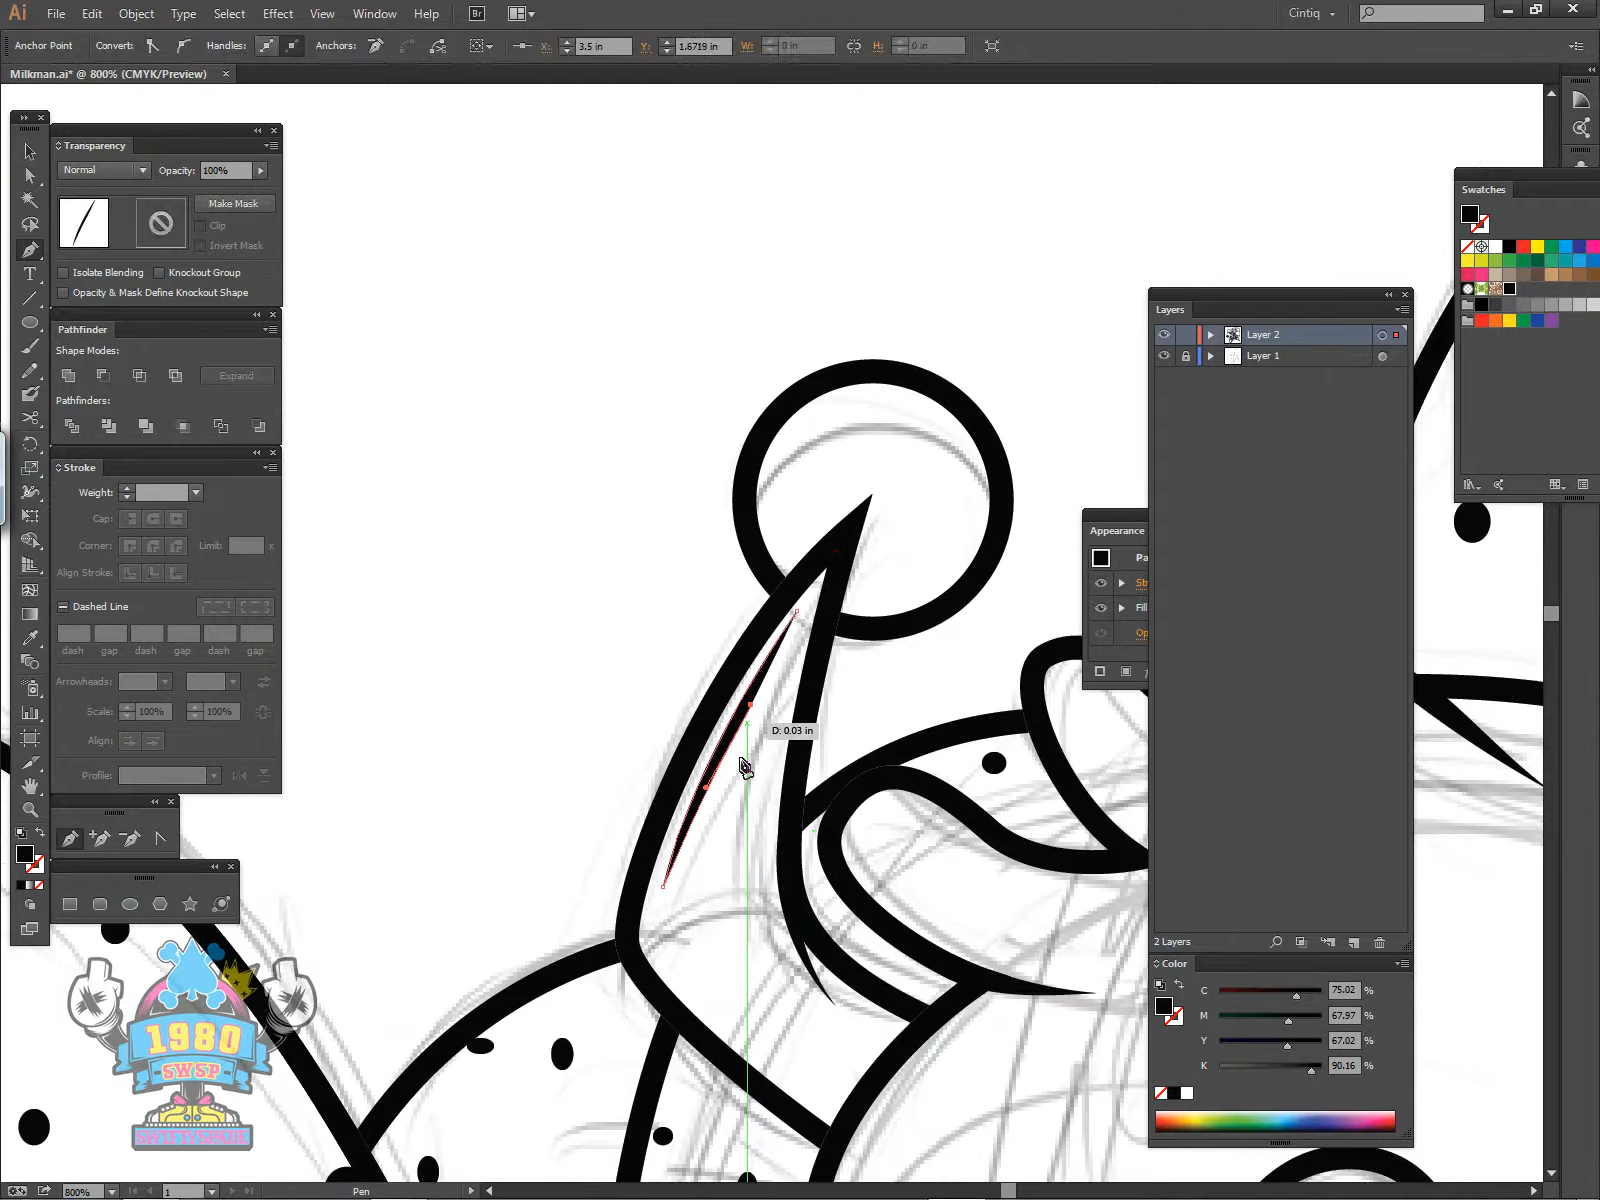 Ai File Edit Object Type Select Effect View Window Help Br Cintiq
Anchor Point Convert: Handles: Anchors: X: 3.5 in Y: 1.6719 in W: 0 in H: 0 in
Milkman.ai* @ 800% (CMYK/Preview) ×
Transparency
Normal Opacity: 100%
Make Mask
Clip
Invert Mask
Isolate Blending Knockout Group
Opacity & Mask Define Knockout Shape
Pathfinder
Shape Modes:
Expand
Pathfinders:
Stroke
Weight:
Cap:
Corner: Limit: x
Align Stroke:
Dashed Line
dash gap dash gap dash gap
Arrowheads:
Scale: 100% 100%
Align:
Profile:
D: 0.03 in
Swatches
Layers
Layer 2
Layer 1
2 Layers
Appearance
Pa
Str
Fill
Op
Color
C 75.02 %
M 67.97 %
Y 67.02 %
K 90.16 %
1980
SWSP
SWIFTYSPADE
800% 1 Pen